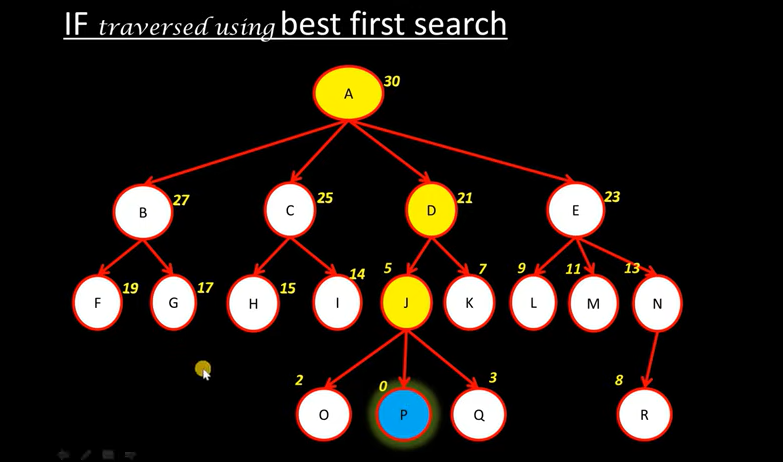 IF traversed using best first search
A 30
B 27 C 25 D 21 E 23
F 19 G 17 H 15 I 14 J 5 K 7 L 9 M 11 N 13
O 2 P 0 Q 3 R 8